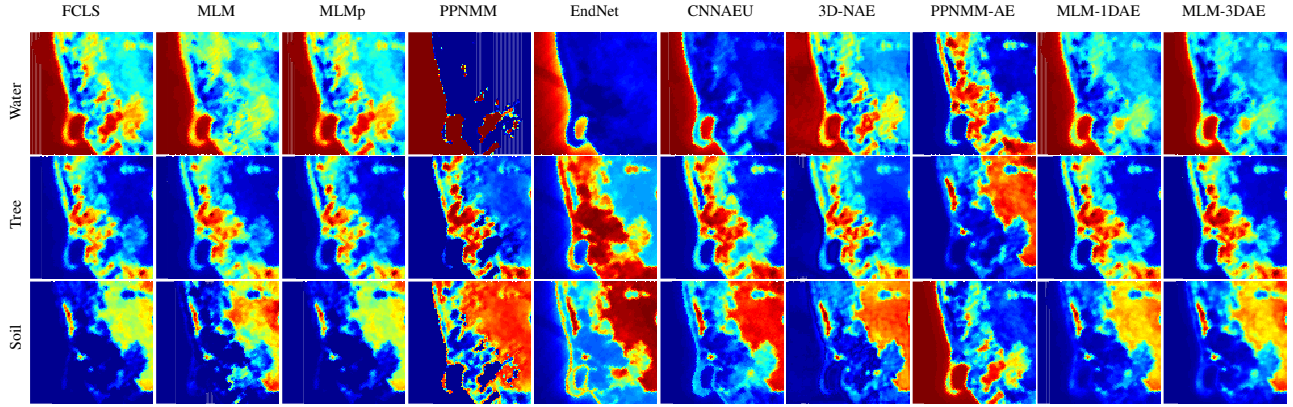 FCLS MLM MLMp PPNMM EndNet CNNAEU 3D-NAE PPNMM-AE MLM-1DAE MLM-3DAE
Water
Tree
Soil